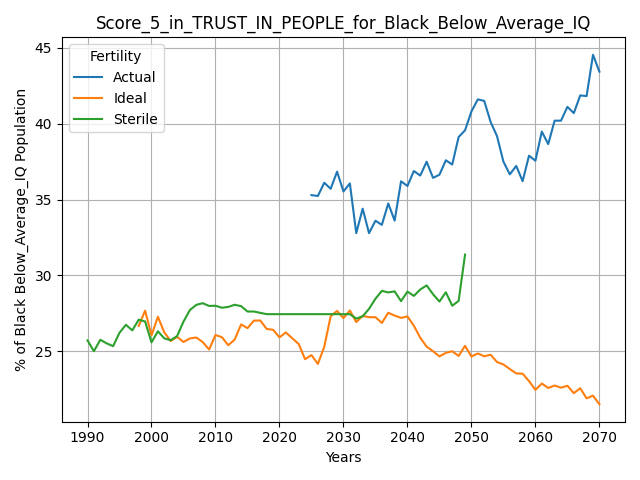 Score_5_in_TRUST_IN_PEOPLE_for_Black_Below_Average_IQ
% of Black Below_Average_IQ Population
45
40
35
30
25
Fertility
Actual
Ideal
Sterile
1990 2000 2010 2020 2030 2040 2050 2060 2070
Years